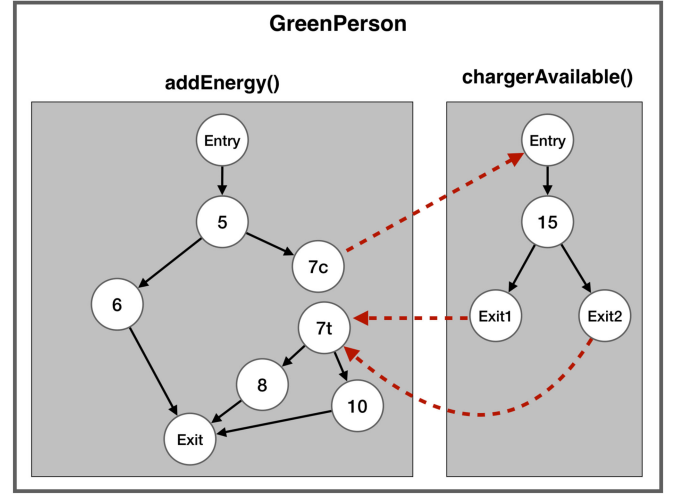 GreenPerson
addEnergy()
chargerAvailable()
Entry
5
7c
6
7t
8
10
Exit
Entry
15
Exit1
Exit2